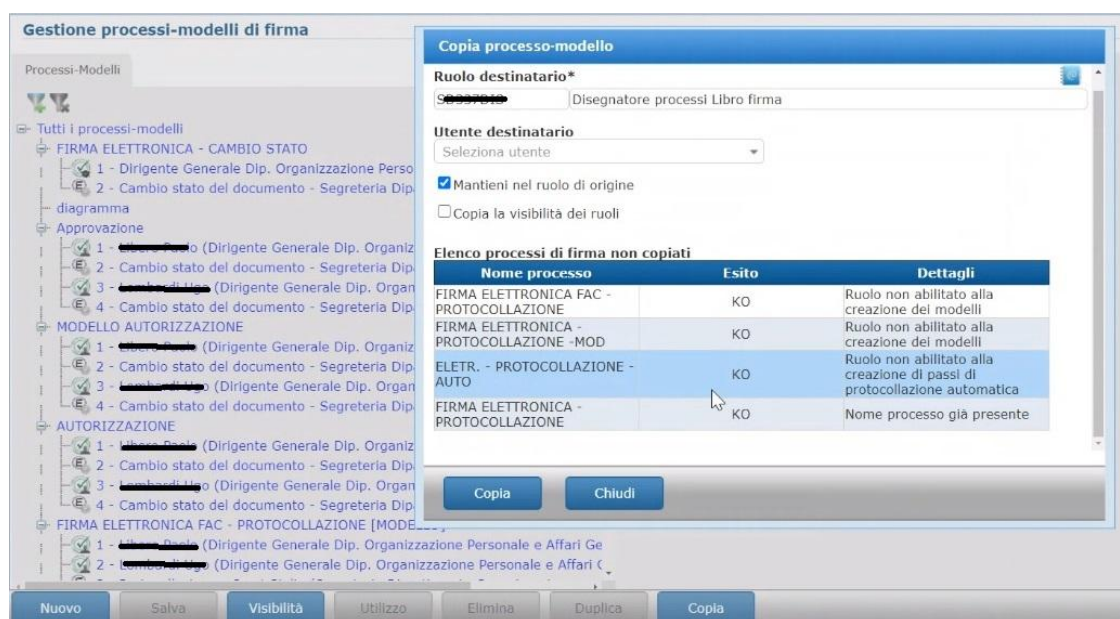 Gestione processi-modelli di firma
Processi-Modelli
Tutti i processi-modelli
FIRMA ELETTRONICA - CAMBIO STATO
1 - Dirigente Generale Dip. Organizzazione Perso
2 - Cambio stato del documento - Segreteria Dip
diagramma
Approvazione
1 - (Dirigente Generale Dip. Organiz
2 - Cambio stato del documento - Segreteria Dip
3 - (Dirigente Generale Dip. Organ
4 - Cambio stato del documento - Segreteria Dip
MODELLO AUTORIZZAZIONE
1 - (Dirigente Generale Dip. Organiz
2 - Cambio stato del documento - Segreteria Dip
3 - (Dirigente Generale Dip. Organ
4 - Cambio stato del documento - Segreteria Dip
AUTORIZZAZIONE
1 - (Dirigente Generale Dip. Organiz
2 - Cambio stato del documento - Segreteria Dip
3 - (Dirigente Generale Dip. Organ
4 - Cambio stato del documento - Segreteria Dip
FIRMA ELETTRONICA FAC - PROTOCOLLAZIONE
1 - (Dirigente Generale Dip. Organizzazione Personale e Affari Ge
2 - (Dirigente Generale Dip. Organizzazione Personale e Affari
Nuovo Salva Visibilità Utilizzo Elimina Duplica Copia
Copia processo-modello
Ruolo destinatario*
Disegnatore processi Libro firma
Utente destinatario
Seleziona utente
Mantieni nel ruolo di origine
Copia la visibilità dei ruoli
Elenco processi di firma non copiati
Nome processo Esito Dettagli
FIRMA ELETTRONICA FAC - PROTOCOLLAZIONE KO Ruolo non abilitato alla creazione dei modelli
FIRMA ELETTRONICA - PROTOCOLLAZIONE -MOD KO Ruolo non abilitato alla creazione dei modelli
ELETR. - PROTOCOLLAZIONE - AUTO KO Ruolo non abilitato alla creazione di passi di protocollazione automatica
FIRMA ELETTRONICA - PROTOCOLLAZIONE KO Nome processo già presente
Copia Chiudi